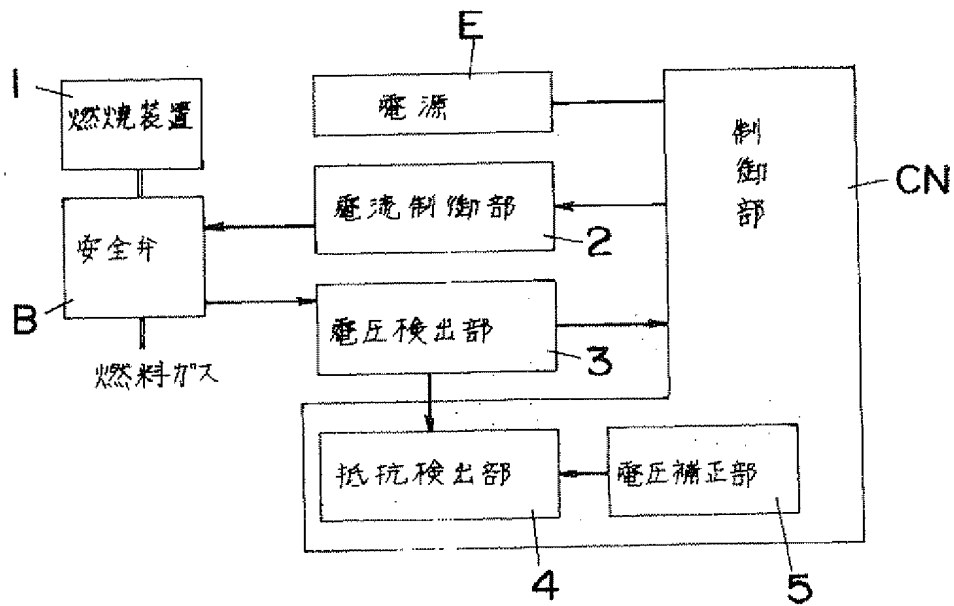 E
1
燃焼装置
電源
制御部
CN
電流制御部
2
安全弁
B
電圧検出部
3
燃料ガス
抵抗検出部
電圧補正部
4
5